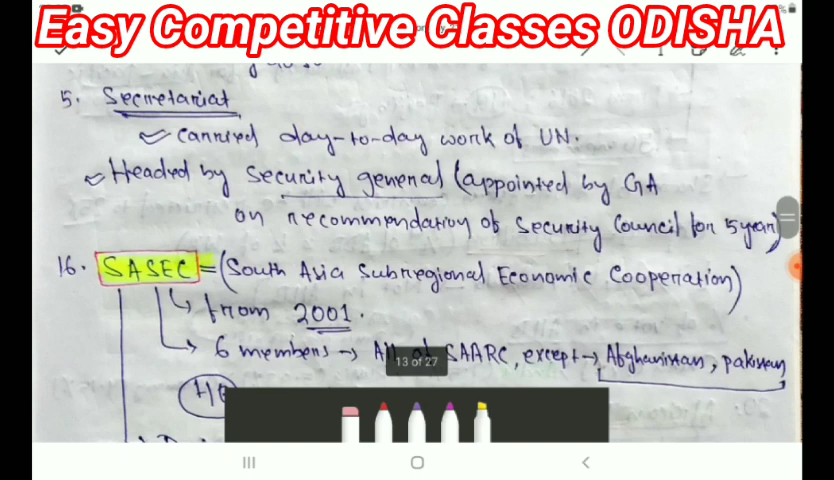 Easy Competitive Classes ODISHA
5. Secretariat
carried day-to-day work of UN.
Headed by Security general (appointed by GA
on recommendation of Security Council for 5 year)
16. SASEC = (South Asia Subregional Economic Cooperation)
from 2001.
6 members → All of SAARC, except → Afghanistan, pakistan
13 of 27